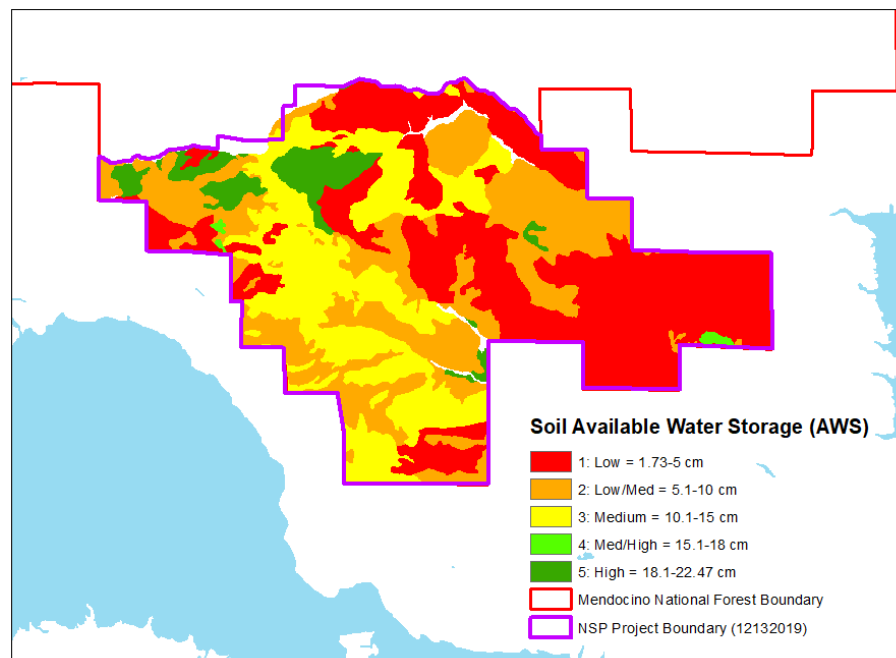 Soil Available Water Storage (AWS)
1: Low = 1.73-5 cm
2: Low/Med = 5.1-10 cm
3: Medium = 10.1-15 cm
4: Med/High = 15.1-18 cm
5: High = 18.1-22.47 cm
Mendocino National Forest Boundary
NSP Project Boundary (12132019)